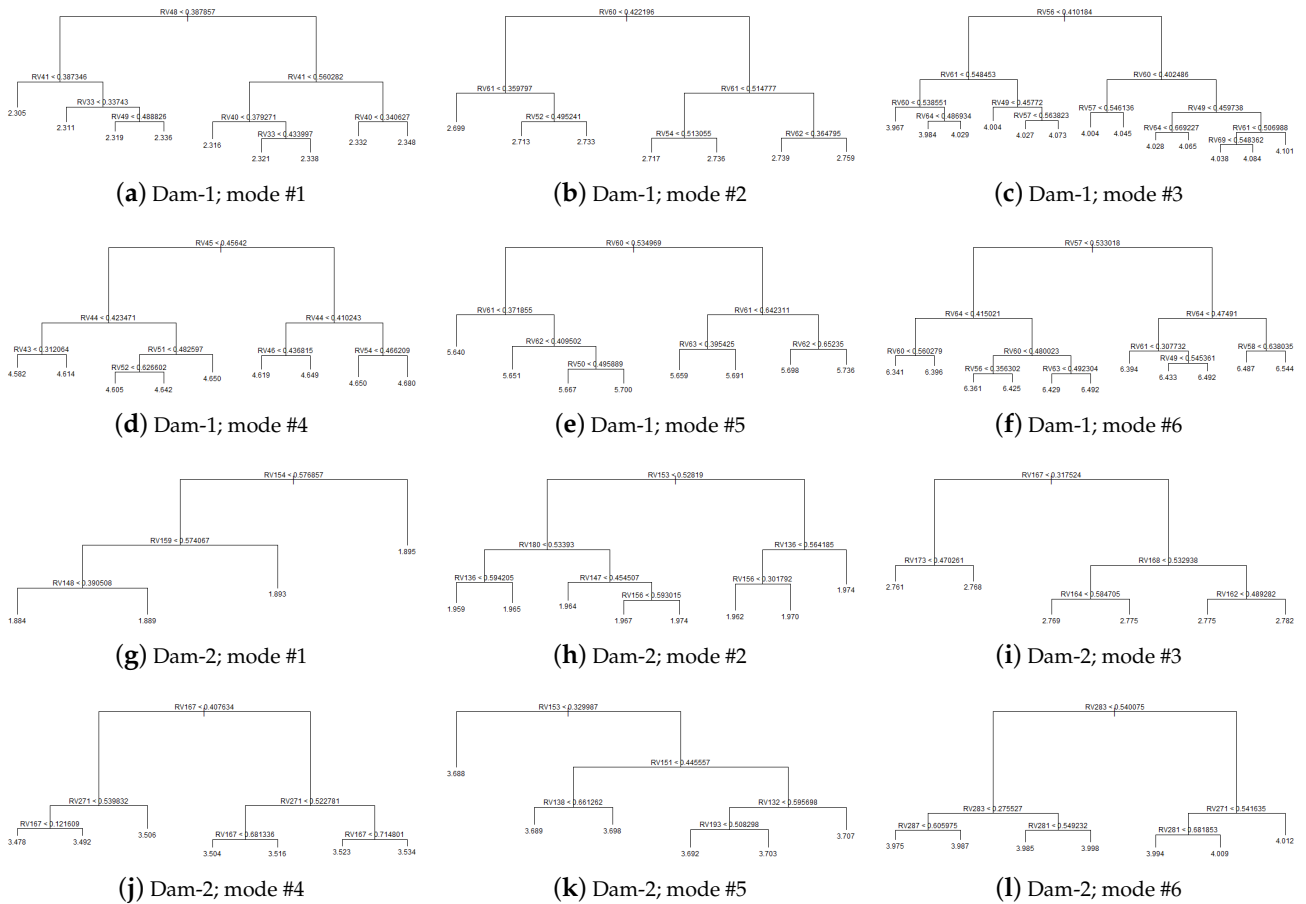 RV48 < 0.387857
RV41 < 0.387346
RV41 < 0.560282
2.305
RV33 < 0.33743
RV40 < 0.379271
RV40 < 0.340627
2.311
RV49 < 0.488826
2.316
RV33 < 0.433997
2.332
2.348
2.319
2.336
2.321
2.338
(a) Dam-1; mode #1
RV60 < 0.422196
RV61 < 0.359797
RV61 < 0.514777
2.699
RV52 < 0.495241
RV54 < 0.513055
RV62 < 0.364795
2.713
2.733
2.717
2.736
2.739
2.759
(b) Dam-1; mode #2
RV56 < 0.410184
RV61 < 0.548453
RV60 < 0.402486
RV60 < 0.538551
RV49 < 0.45772
RV57 < 0.546136
RV49 < 0.459738
3.967
RV64 < 0.486934
4.004
RV57 < 0.563823
4.004
4.045
RV64 < 0.669227
RV61 < 0.506988
3.984
4.029
4.027
4.073
4.028
4.065
RV69 < 0.548362
4.101
4.038
4.084
(c) Dam-1; mode #3
RV45 < 0.45642
RV44 < 0.423471
RV44 < 0.410243
RV43 < 0.312064
RV51 < 0.482597
RV46 < 0.436815
RV54 < 0.466209
4.582
4.614
RV52 < 0.626602
4.650
4.619
4.649
4.650
4.680
4.605
4.642
(d) Dam-1; mode #4
RV60 < 0.534969
RV61 < 0.371855
RV61 < 0.642311
5.640
RV62 < 0.409502
RV63 < 0.395425
RV62 < 0.65235
5.651
RV50 < 0.495889
5.659
5.691
5.698
5.736
5.667
5.700
(e) Dam-1; mode #5
RV57 < 0.533018
RV64 < 0.415021
RV64 < 0.47491
RV60 < 0.560279
RV60 < 0.480023
RV61 < 0.307732
RV58 < 0.638035
6.341
6.396
RV56 < 0.356302
RV63 < 0.492304
6.394
RV49 < 0.545361
6.487
6.544
6.361
6.425
6.429
6.492
6.433
6.492
(f) Dam-1; mode #6
RV154 < 0.576857
RV159 < 0.574067
1.895
RV148 < 0.390508
1.893
1.884
1.889
(g) Dam-2; mode #1
RV153 < 0.52819
RV180 < 0.53393
RV136 < 0.564185
RV136 < 0.594205
RV147 < 0.454507
RV156 < 0.301792
1.974
1.959
1.965
1.964
RV156 < 0.593015
1.962
1.970
1.967
1.974
(h) Dam-2; mode #2
RV167 < 0.317524
RV173 < 0.470261
RV168 < 0.532938
2.761
2.768
RV164 < 0.584705
RV162 < 0.489282
2.769
2.775
2.775
2.782
(i) Dam-2; mode #3
RV167 < 0.407634
RV271 < 0.539832
RV271 < 0.522781
RV167 < 0.121609
3.506
RV167 < 0.681336
RV167 < 0.714801
3.478
3.492
3.504
3.516
3.523
3.534
(j) Dam-2; mode #4
RV153 < 0.329987
3.688
RV151 < 0.445557
RV138 < 0.661262
RV132 < 0.595698
3.689
3.698
RV193 < 0.508298
3.707
3.692
3.703
(k) Dam-2; mode #5
RV283 < 0.540075
RV283 < 0.275527
RV271 < 0.541635
RV287 < 0.605975
RV281 < 0.549232
RV281 < 0.681853
4.012
3.975
3.987
3.985
3.998
3.994
4.009
(l) Dam-2; mode #6